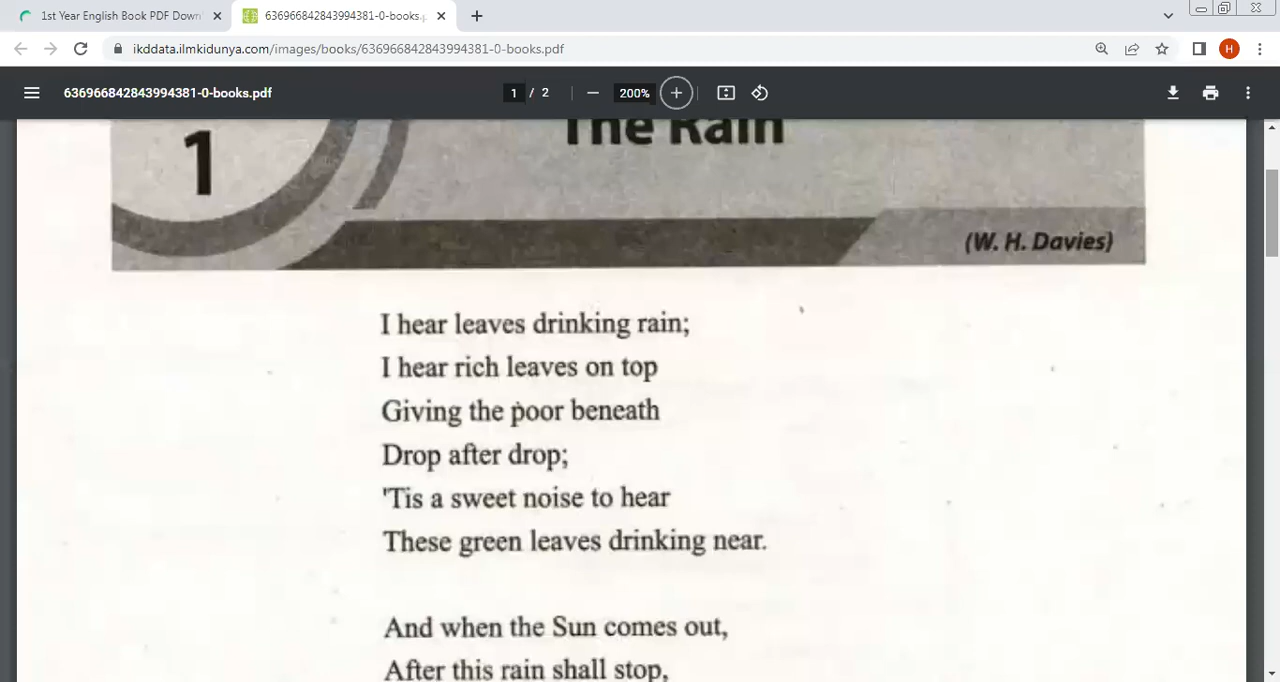 1st Year English Book PDF Down
636966842843994381-0-books.p
ikddata.ilmkidunya.com/images/books/636966842843994381-0-books.pdf
H
636966842843994381-0-books.pdf
1 / 2
200%
1
The Rain
(W. H. Davies)
I hear leaves drinking rain;
I hear rich leaves on top
Giving the poor beneath
Drop after drop;
'Tis a sweet noise to hear
These green leaves drinking near.
And when the Sun comes out,
After this rain shall stop,